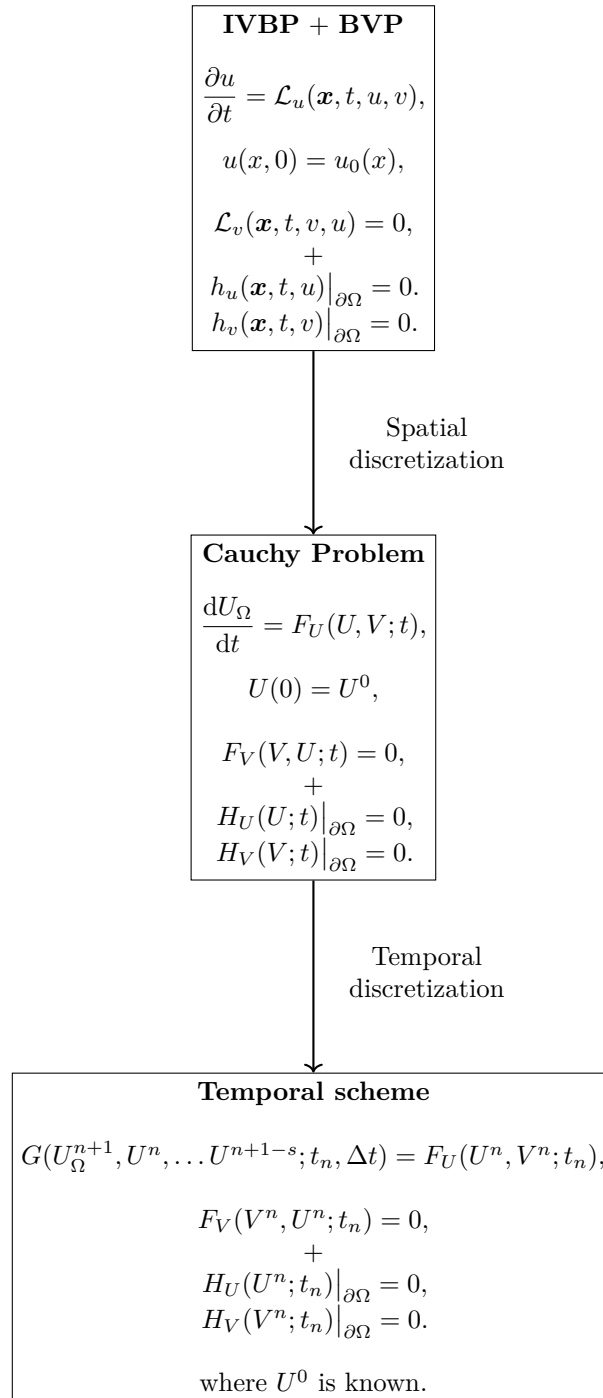 IVBP + BVP
∂u/∂t = ℒ_u(𝒙, t, u, v),
u(x, 0) = u_0(x),
ℒ_v(𝒙, t, v, u) = 0,
+
h_u(𝒙, t, u)|_∂Ω = 0.
h_v(𝒙, t, v)|_∂Ω = 0.
Spatial
discretization
Cauchy Problem
dU_Ω/dt = F_U(U, V; t),
U(0) = U^0,
F_V(V, U; t) = 0,
+
H_U(U; t)|_∂Ω = 0,
H_V(V; t)|_∂Ω = 0.
Temporal
discretization
Temporal scheme
G(U_Ω^{n+1}, U^n, … U^{n+1−s}; t_n, Δt) = F_U(U^n, V^n; t_n),
F_V(V^n, U^n; t_n) = 0,
+
H_U(U^n; t_n)|_∂Ω = 0,
H_V(V^n; t_n)|_∂Ω = 0.
where U^0 is known.